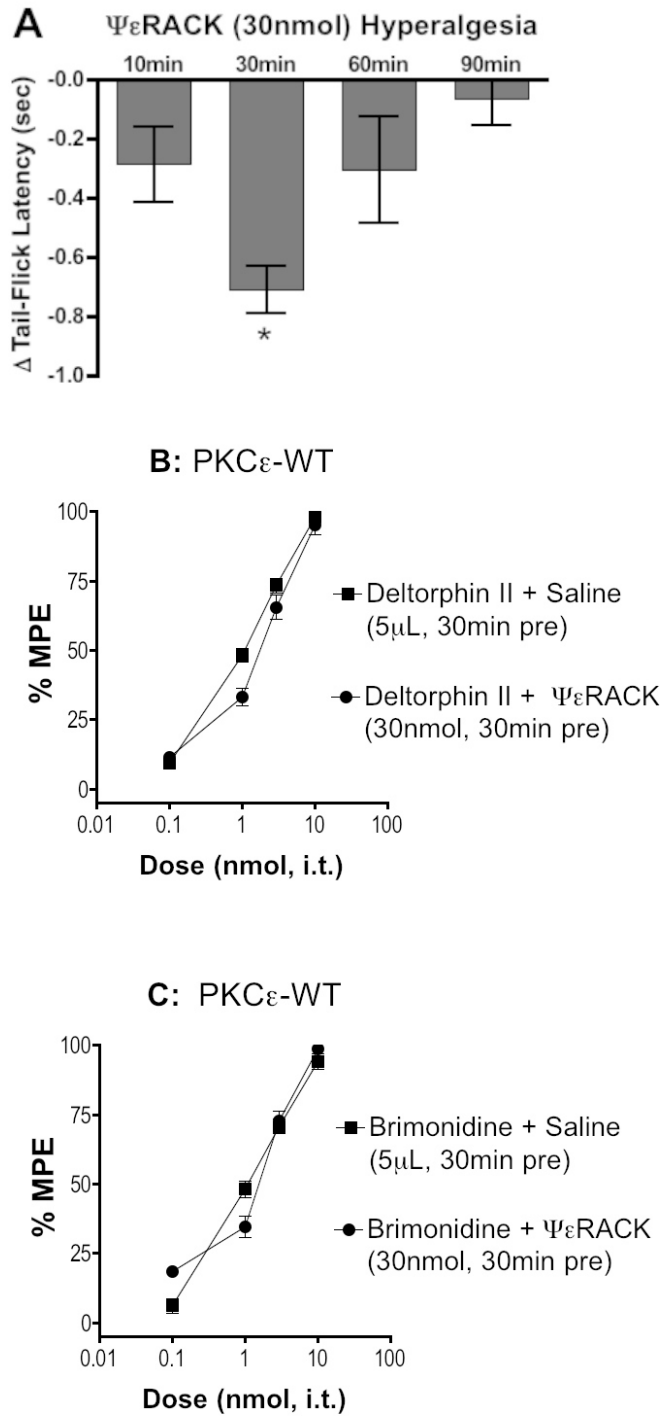 A ΨεRACK (30nmol) Hyperalgesia
10min 30min 60min 90min
-0.0
-0.2
-0.4
-0.6
-0.8
-1.0
Δ Tail-Flick Latency (sec)
*
B: PKCε-WT
100
75
50
25
0
% MPE
0.01 0.1 1 10 100
Dose (nmol, i.t.)
Deltorphin II + Saline
(5μL, 30min pre)
Deltorphin II + ΨεRACK
(30nmol, 30min pre)
C: PKCε-WT
100
75
50
25
0
% MPE
0.01 0.1 1 10 100
Dose (nmol, i.t.)
Brimonidine + Saline
(5μL, 30min pre)
Brimonidine + ΨεRACK
(30nmol, 30min pre)